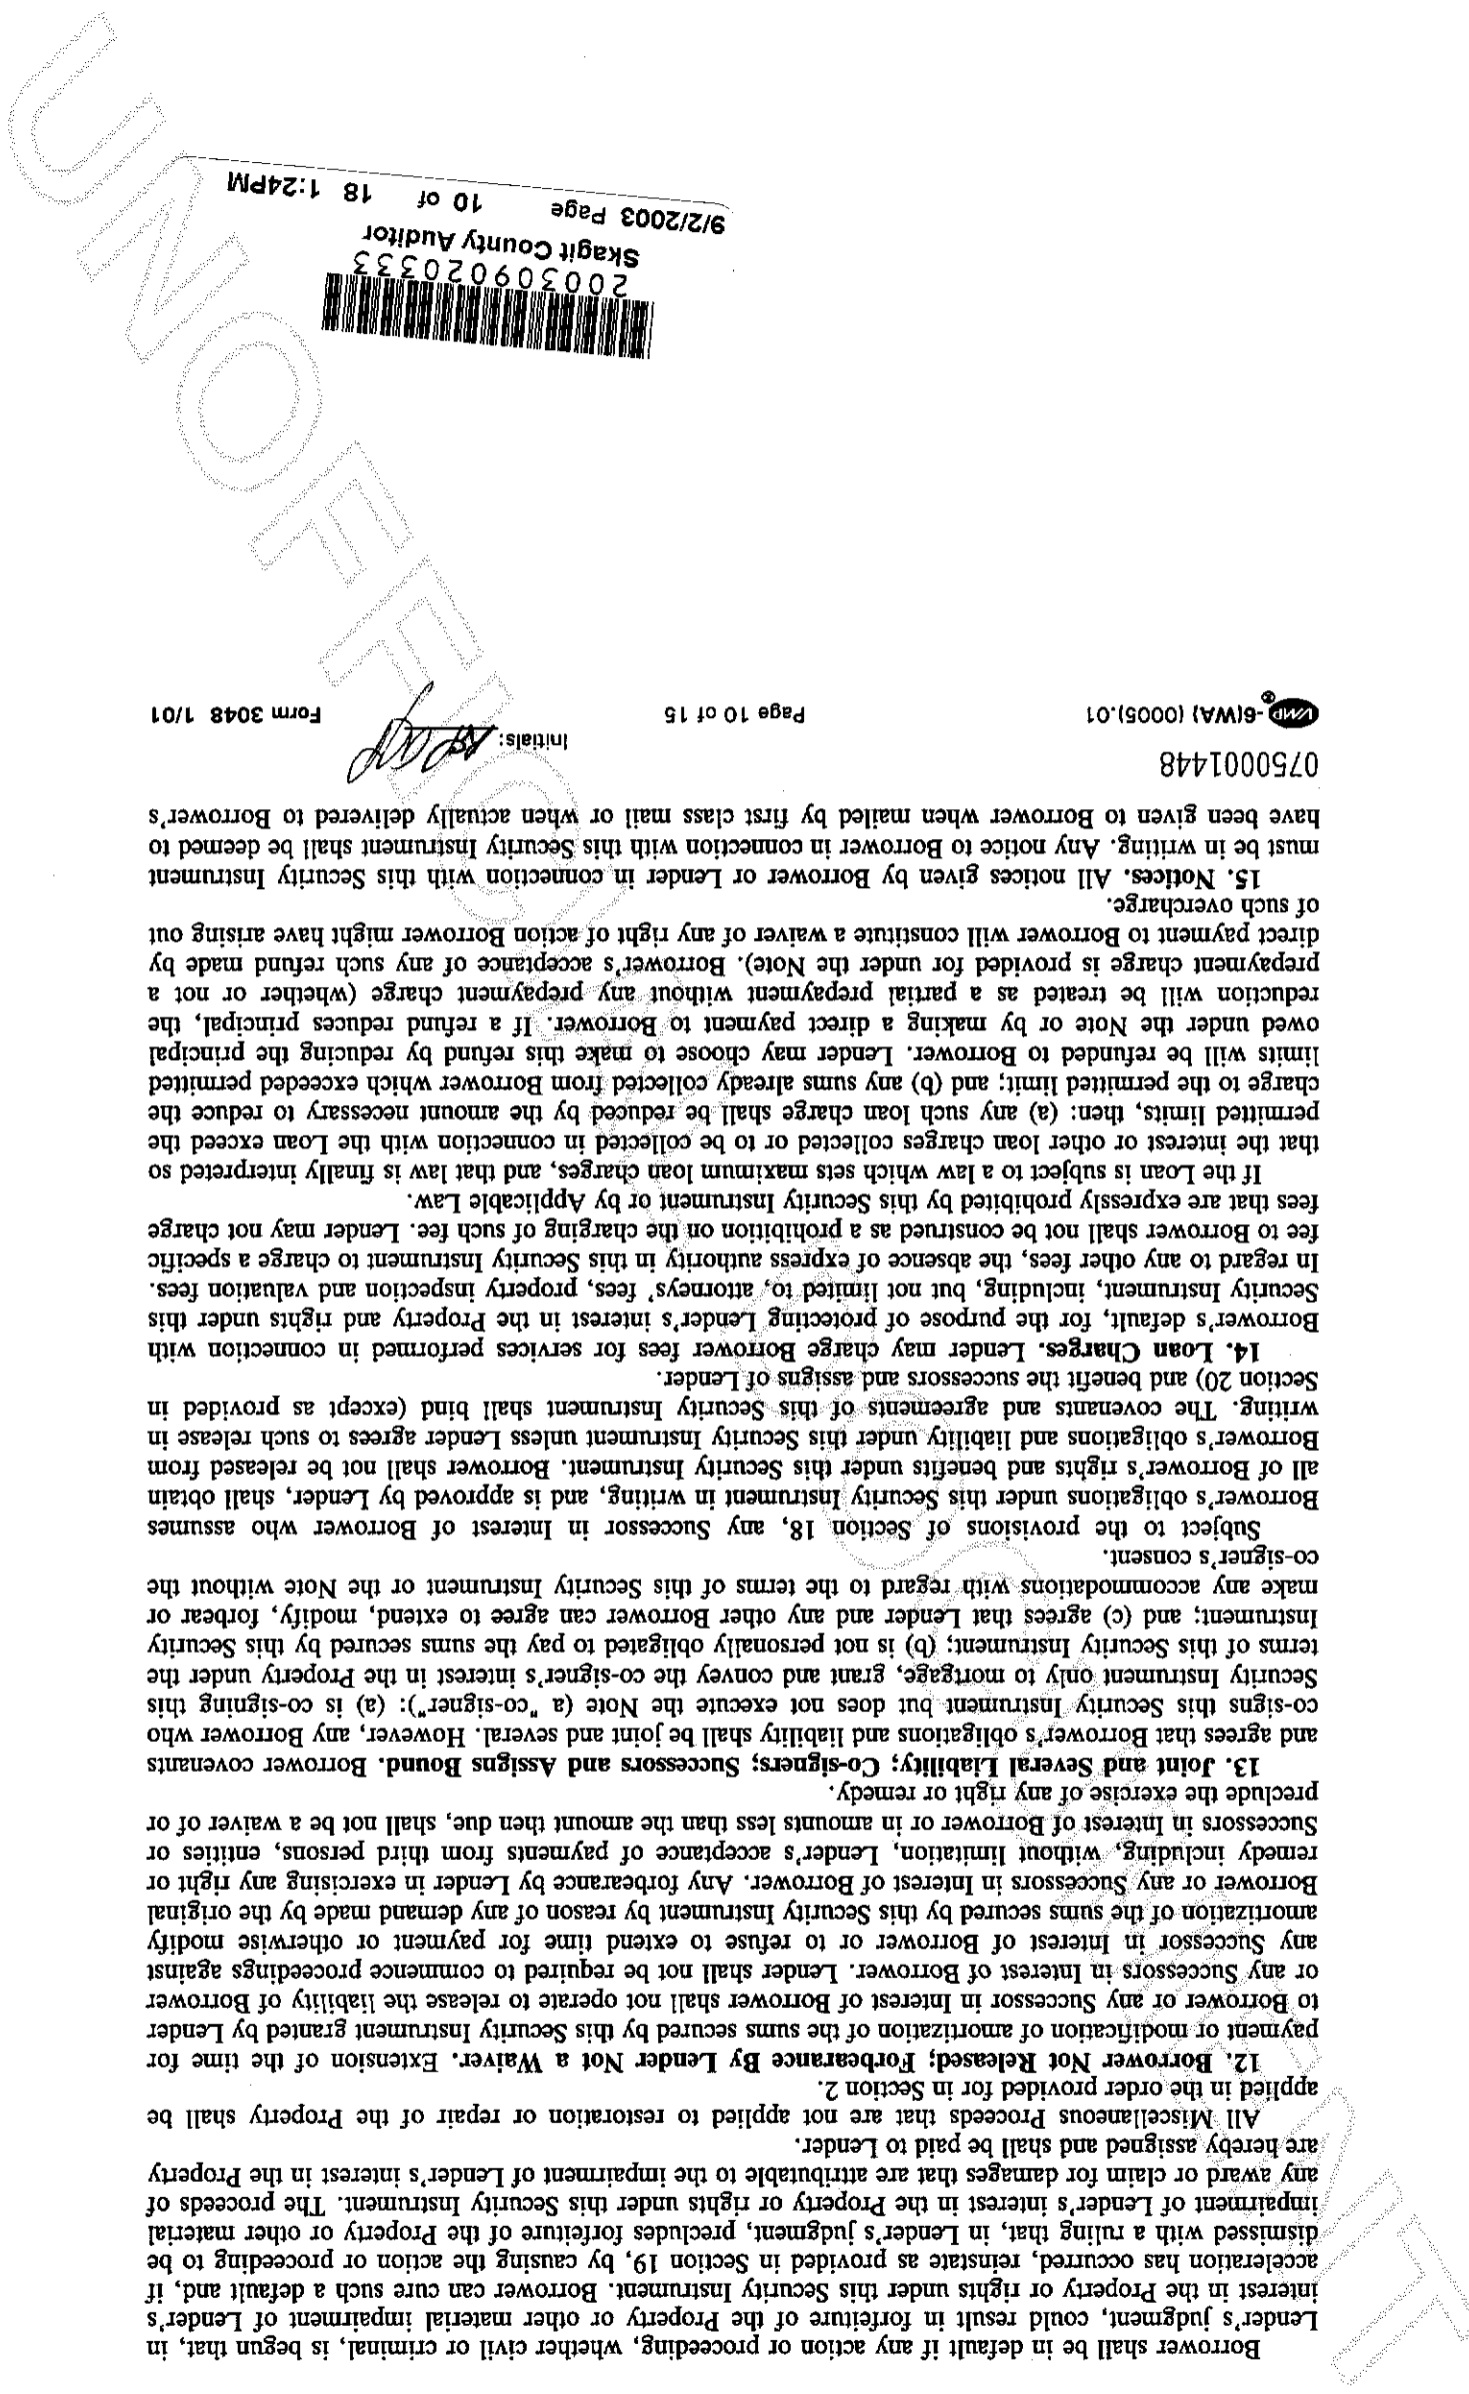 Borrower shall be in default if any action or proceeding, whether civil or criminal, is begun that, in
Lender's judgment, could result in forfeiture of the Property or other material impairment of Lender's
interest in the Property or rights under this Security Instrument. Borrower can cure such a default and, if
acceleration has occurred, reinstate as provided in Section 19, by causing the action or proceeding to be
dismissed with a ruling that, in Lender's judgment, precludes forfeiture of the Property or other material
impairment of Lender's interest in the Property or rights under this Security Instrument. The proceeds of
any award or claim for damages that are attributable to the impairment of Lender's interest in the Property
are hereby assigned and shall be paid to Lender.
All Miscellaneous Proceeds that are not applied to restoration or repair of the Property shall be
applied in the order provided for in Section 2.
12. Borrower Not Released; Forbearance By Lender Not a Waiver. Extension of the time for
payment or modification of amortization of the sums secured by this Security Instrument granted by Lender
to Borrower or any Successor in Interest of Borrower shall not operate to release the liability of Borrower
or any Successors in Interest of Borrower. Lender shall not be required to commence proceedings against
any Successor in Interest of Borrower or to refuse to extend time for payment or otherwise modify
amortization of the sums secured by this Security Instrument by reason of any demand made by the original
Borrower or any Successors in Interest of Borrower. Any forbearance by Lender in exercising any right or
remedy including, without limitation, Lender's acceptance of payments from third persons, entities or
Successors in Interest of Borrower or in amounts less than the amount then due, shall not be a waiver of or
preclude the exercise of any right or remedy.
13. Joint and Several Liability; Co-signers; Successors and Assigns Bound. Borrower covenants
and agrees that Borrower's obligations and liability shall be joint and several. However, any Borrower who
co-signs this Security Instrument but does not execute the Note (a "co-signer"): (a) is co-signing this
Security Instrument only to mortgage, grant and convey the co-signer's interest in the Property under the
terms of this Security Instrument; (b) is not personally obligated to pay the sums secured by this Security
Instrument; and (c) agrees that Lender and any other Borrower can agree to extend, modify, forbear or
make any accommodations with regard to the terms of this Security Instrument or the Note without the
co-signer's consent.
Subject to the provisions of Section 18, any Successor in Interest of Borrower who assumes
Borrower's obligations under this Security Instrument in writing, and is approved by Lender, shall obtain
all of Borrower's rights and benefits under this Security Instrument. Borrower shall not be released from
Borrower's obligations and liability under this Security Instrument unless Lender agrees to such release in
writing. The covenants and agreements of this Security Instrument shall bind (except as provided in
Section 20) and benefit the successors and assigns of Lender.
14. Loan Charges. Lender may charge Borrower fees for services performed in connection with
Borrower's default, for the purpose of protecting Lender's interest in the Property and rights under this
Security Instrument, including, but not limited to, attorneys' fees, property inspection and valuation fees.
In regard to any other fees, the absence of express authority in this Security Instrument to charge a specific
fee to Borrower shall not be construed as a prohibition on the charging of such fee. Lender may not charge
fees that are expressly prohibited by this Security Instrument or by Applicable Law.
If the Loan is subject to a law which sets maximum loan charges, and that law is finally interpreted so
that the interest or other loan charges collected or to be collected in connection with the Loan exceed the
permitted limits, then: (a) any such loan charge shall be reduced by the amount necessary to reduce the
charge to the permitted limit; and (b) any sums already collected from Borrower which exceeded permitted
limits will be refunded to Borrower. Lender may choose to make this refund by reducing the principal
owed under the Note or by making a direct payment to Borrower. If a refund reduces principal, the
reduction will be treated as a partial prepayment without any prepayment charge (whether or not a
prepayment charge is provided for under the Note). Borrower's acceptance of any such refund made by
direct payment to Borrower will constitute a waiver of any right of action Borrower might have arising out
of such overcharge.
15. Notices. All notices given by Borrower or Lender in connection with this Security Instrument
must be in writing. Any notice to Borrower in connection with this Security Instrument shall be deemed to
have been given to Borrower when mailed by first class mail or when actually delivered to Borrower's
0750001448
Initials:
VMP®-6(WA) (0005).01 Page 10 of 15 Form 3048 1/01
200309020333
Skagit County Auditor
9/2/2003 Page 10 of 18 1:24PM
UNOFFICIAL DOCUMENT